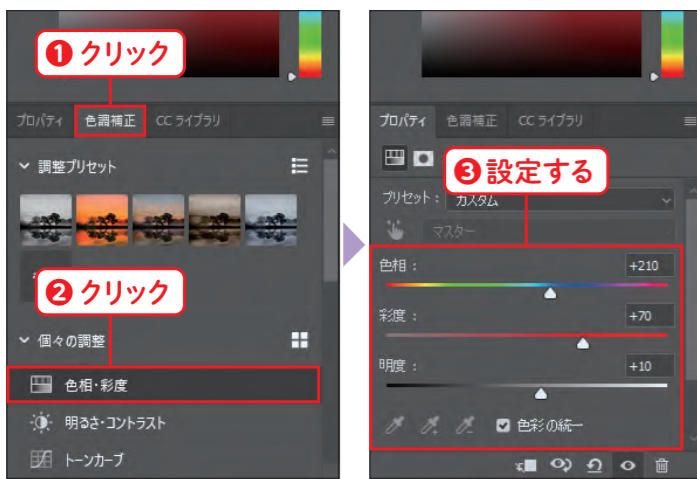 ❶ クリック
プロパティ 色調補正 CC ライブラリ
調整プリセット
❷ クリック
個々の調整
色相・彩度
明るさ・コントラスト
トーンカーブ
プロパティ 色調補正 CC ライブラリ
❸ 設定する
プリセット： カスタム
マスター
色相： +210
彩度： +70
明度： +10
色彩の統一